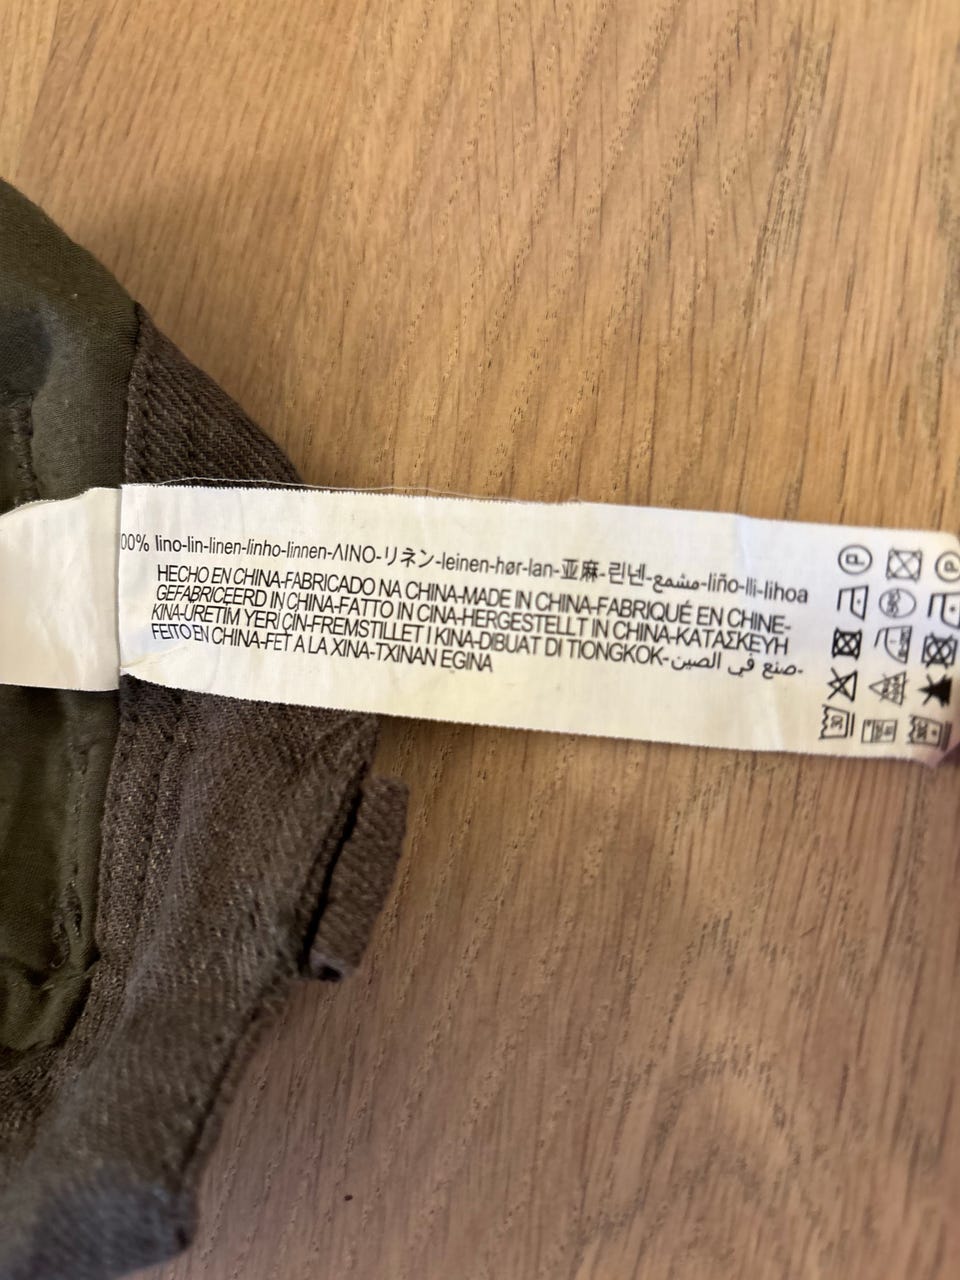 00% lino-lin-linen-linho-linnen-ΛΙΝΟ-リネン-leinen-hør-lan-亚麻-린넨-مشمع-liño-lli-lihoa
HECHO EN CHINA-FABRICADO NA CHINA-MADE IN CHINA-FABRIQUÉ EN CHINE-
GEFABRICEERD IN CHINA-FATTO IN CINA-HERGESTELLT IN CHINA-ΚΑΤΑΣΚΕΥΗ
KINA-ÜRETİM YERİ ÇİN-FREMSTILLET I KINA-DIBUAT DI TIONGKOK-صنع في الصين-
FEITO EN CHINA-FET A LA XINA-TXINAN EGINA
P
P
30